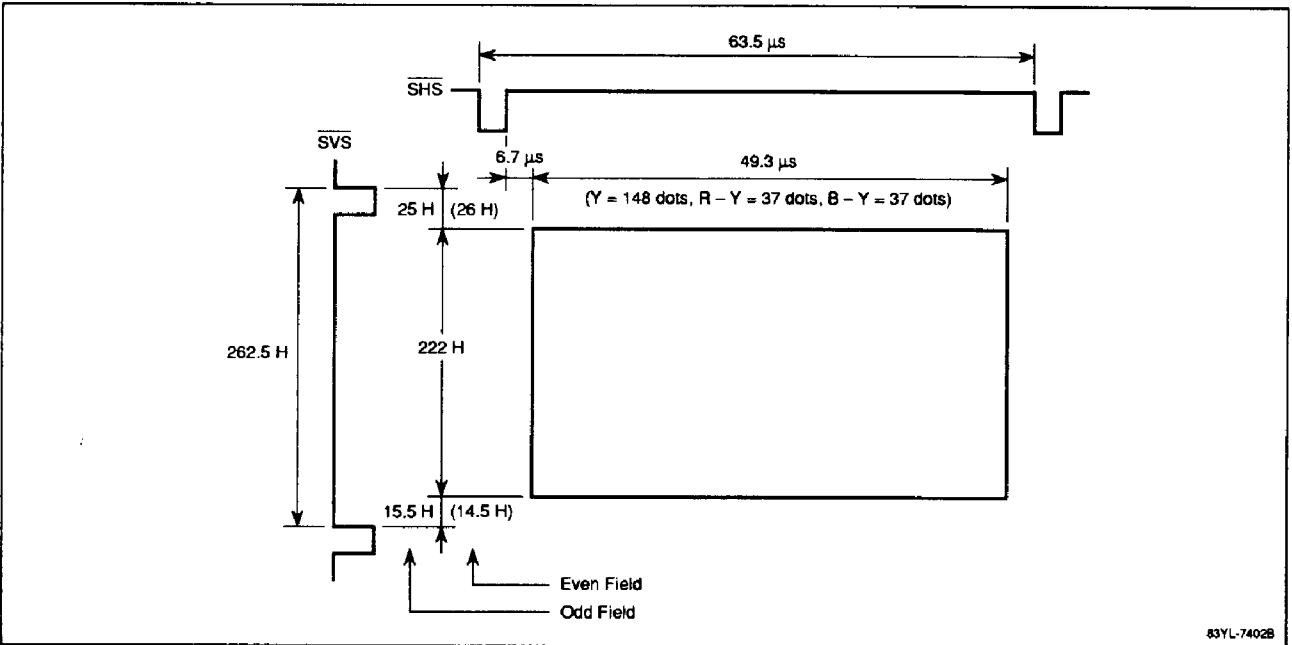 63.5 µs
SHS
SVS
6.7 µs
49.3 µs
(Y = 148 dots, R – Y = 37 dots, B – Y = 37 dots)
25 H (26 H)
262.5 H
222 H
15.5 H (14.5 H)
Even Field
Odd Field
83YL-7402B